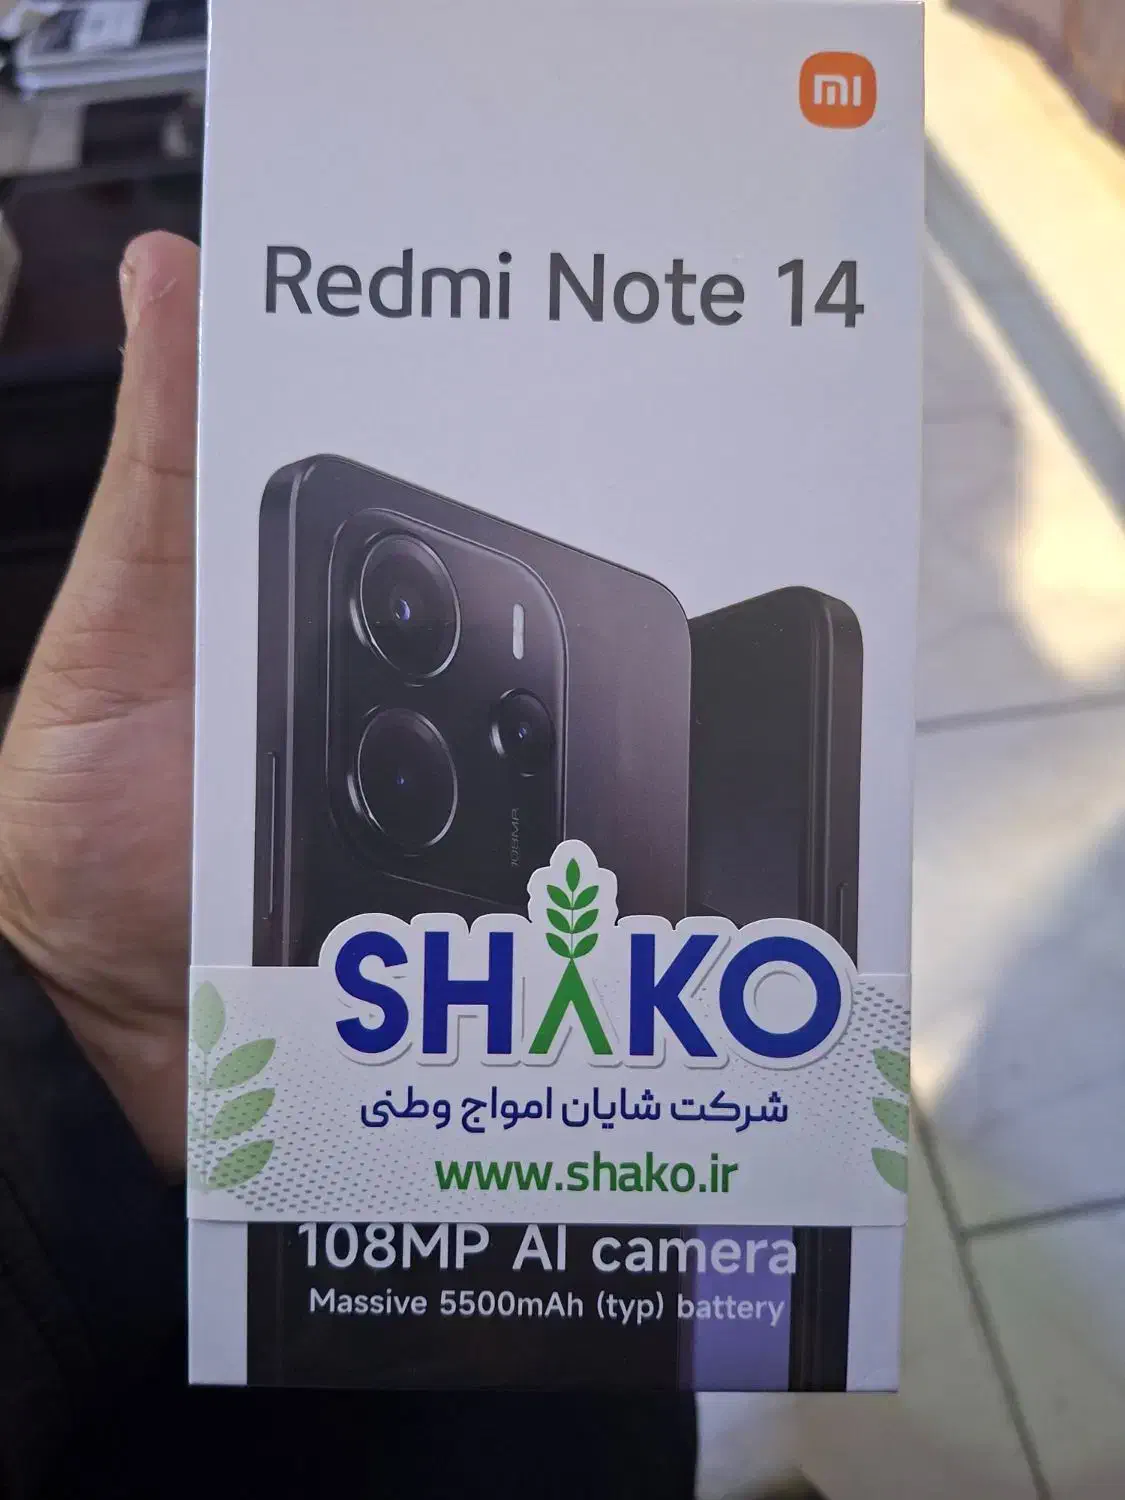 mi
Redmi Note 14
108MP
SHAKO
شرکت شایان امواج وطنی
www.shako.ir
108MP AI camera
Massive 5500mAh (typ) battery